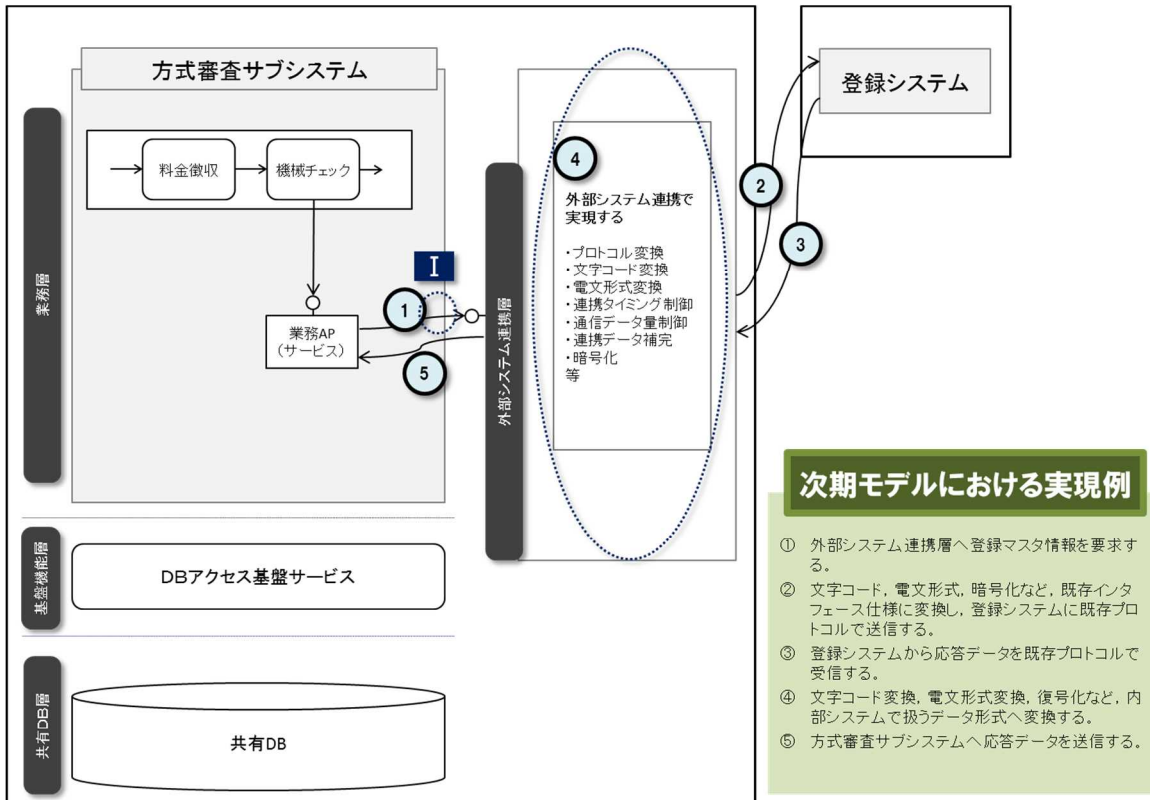 方式審査サブシステム
登録システム
業務層
料金徴収
機械チェック
I
1
業務AP
(サービス)
5
外部システム連携層
4
外部システム連携で
実現する
・プロトコル変換
・文字コード変換
・電文形式変換
・連携タイミング制御
・通信データ量制御
・連携データ補完
・暗号化
等
2
3
基盤機能層
DBアクセス基盤サービス
共有DB層
共有DB
次期モデルにおける実現例
① 外部システム連携層へ登録マスタ情報を要求す
る。
② 文字コード,電文形式,暗号化など,既存インタ
フェース仕様に変換し,登録システムに既存プロ
トコルで送信する。
③ 登録システムから応答データを既存プロトコルで
受信する。
④ 文字コード変換,電文形式変換,復号化など,内
部システムで扱うデータ形式へ変換する。
⑤ 方式審査サブシステムへ応答データを送信する。